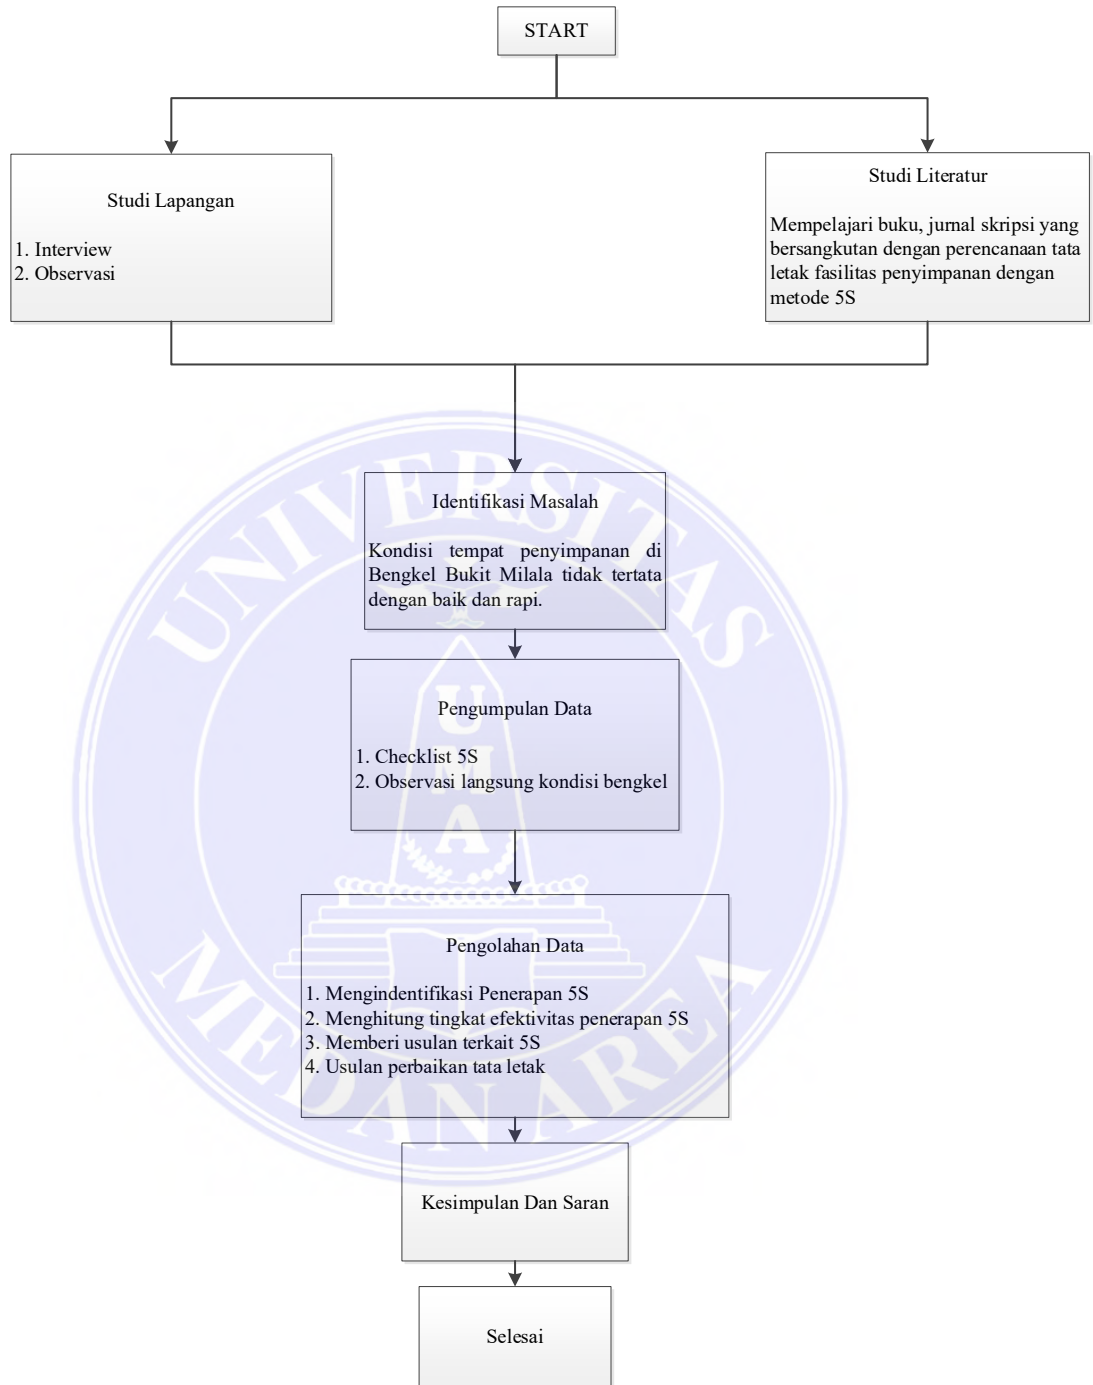 START
Studi Lapangan
1. Interview
2. Observasi
Studi Literatur
Mempelajari buku, jurnal skripsi yang
bersangkutan dengan perencanaan tata
letak fasilitas penyimpanan dengan
metode 5S
Identifikasi Masalah
Kondisi tempat penyimpanan di
Bengkel Bukit Milala tidak tertata
dengan baik dan rapi.
Pengumpulan Data
1. Checklist 5S
2. Observasi langsung kondisi bengkel
Pengolahan Data
1. Mengindentifikasi Penerapan 5S
2. Menghitung tingkat efektivitas penerapan 5S
3. Memberi usulan terkait 5S
4. Usulan perbaikan tata letak
Kesimpulan Dan Saran
Selesai
UNIVERSITAS
MEDAN AREA
U
M
A